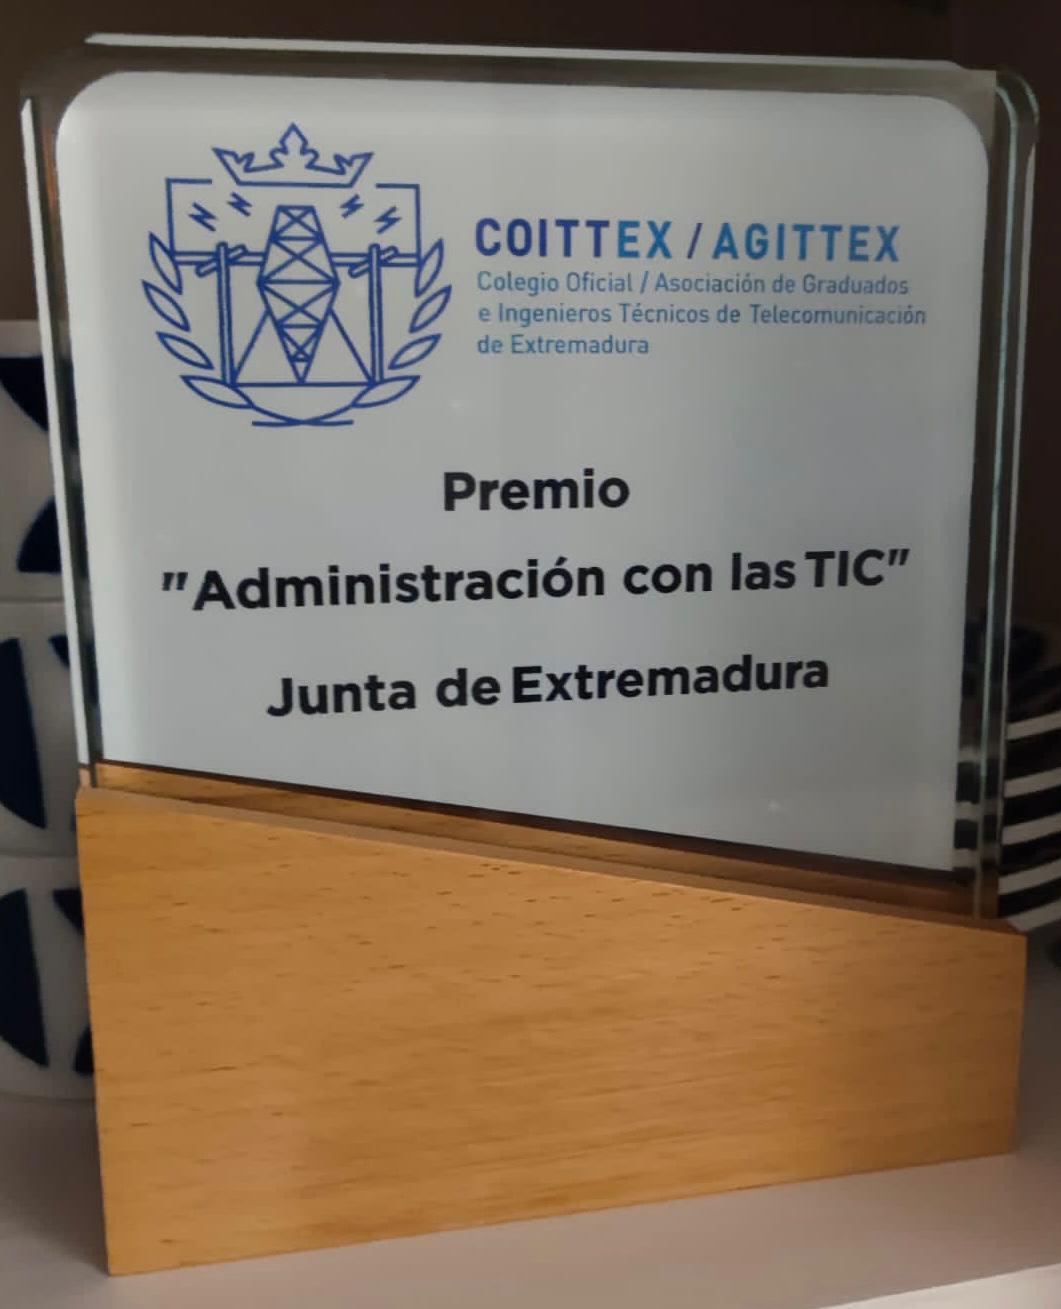 COITTEX / AGITTEX
Colegio Oficial / Asociación de Graduados
e Ingenieros Técnicos de Telecomunicación
de Extremadura
Premio
"Administración con las TIC"
Junta de Extremadura